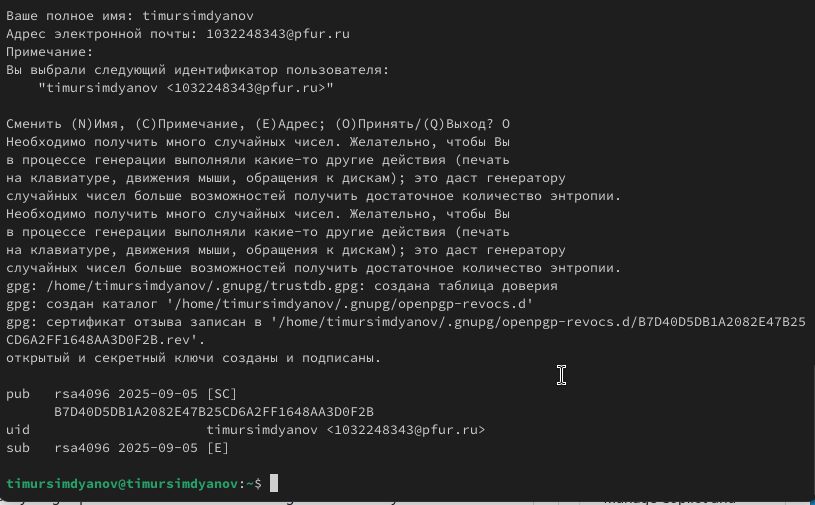 Ваше полное имя: timursimdyanov
Адрес электронной почты: 1032248343@pfur.ru
Примечание:
Вы выбрали следующий идентификатор пользователя:
    "timursimdyanov <1032248343@pfur.ru>"

Сменить (N)Имя, (C)Примечание, (E)Адрес; (O)Принять/(Q)Выход? O
Необходимо получить много случайных чисел. Желательно, чтобы Вы
в процессе генерации выполняли какие-то другие действия (печать
на клавиатуре, движения мыши, обращения к дискам); это даст генератору
случайных чисел больше возможностей получить достаточное количество энтропии.
Необходимо получить много случайных чисел. Желательно, чтобы Вы
в процессе генерации выполняли какие-то другие действия (печать
на клавиатуре, движения мыши, обращения к дискам); это даст генератору
случайных чисел больше возможностей получить достаточное количество энтропии.
gpg: /home/timursimdyanov/.gnupg/trustdb.gpg: создана таблица доверия
gpg: создан каталог '/home/timursimdyanov/.gnupg/openpgp-revocs.d'
gpg: сертификат отзыва записан в '/home/timursimdyanov/.gnupg/openpgp-revocs.d/B7D40D5DB1A2082E47B25
CD6A2FF1648AA3D0F2B.rev'.
открытый и секретный ключи созданы и подписаны.

pub   rsa4096 2025-09-05 [SC]
      B7D40D5DB1A2082E47B25CD6A2FF1648AA3D0F2B
uid                      timursimdyanov <1032248343@pfur.ru>
sub   rsa4096 2025-09-05 [E]

timursimdyanov@timursimdyanov:~$